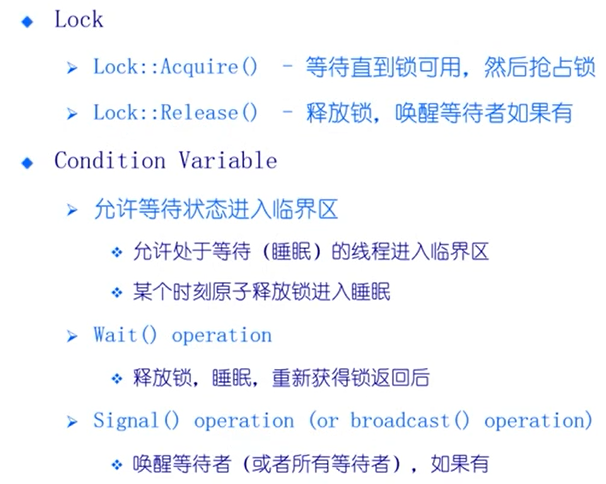 Lock
Lock::Acquire() - 等待直到锁可用，然后抢占锁
Lock::Release() - 释放锁，唤醒等待者如果有
Condition Variable
允许等待状态进入临界区
允许处于等待（睡眠）的线程进入临界区
某个时刻原子释放锁进入睡眠
Wait() operation
释放锁，睡眠，重新获得锁返回后
Signal() operation (or broadcast() operation)
唤醒等待者（或者所有等待者），如果有